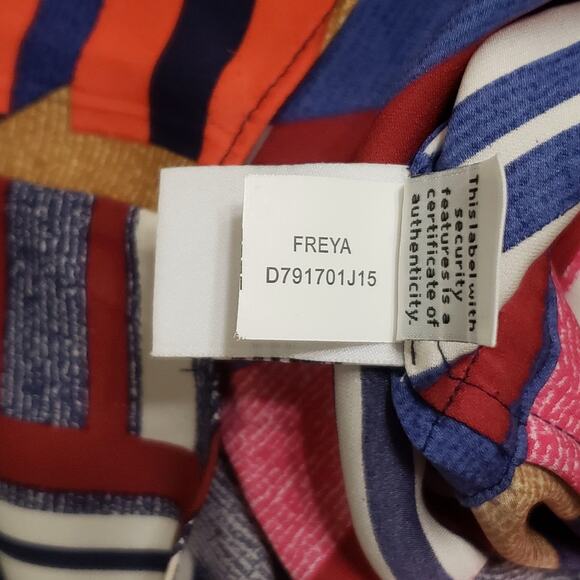 FREYA
D791701J15
This label with
security
features is a
certificate of
authenticity.